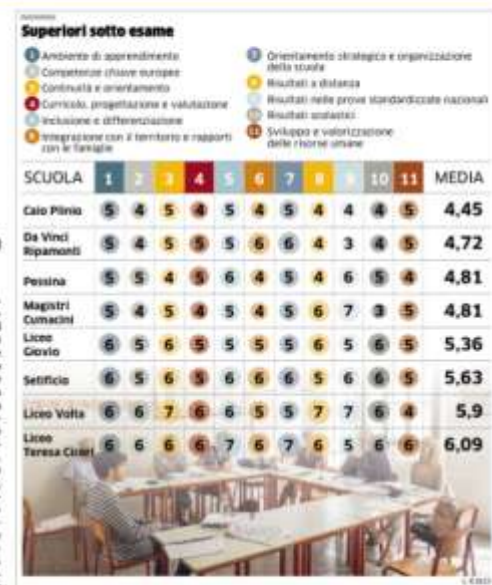 Superiori sotto esame
1 Ambiente di apprendimento
2 Competenze chiave europee
3 Continuità e orientamento
4 Curricolo, progettazione e valutazione
5 Inclusione e differenziazione
6 Integrazione con il territorio e rapporti
con le famiglie
7 Orientamento strategico e organizzazione
della scuola
8 Risultati a distanza
9 Risultati nelle prove standardizzate nazionali
10 Risultati scolastici
11 Sviluppo e valorizzazione
delle risorse umane
SCUOLA 1 2 3 4 5 6 7 8 9 10 11 MEDIA
Caio Plinio 5 4 5 4 5 4 5 4 4 4 5 4,45
Da Vinci
Ripamonti 5 4 5 5 5 6 6 4 3 4 5 4,72
Pessina 5 5 4 5 6 4 5 4 6 5 4 4,81
Magistri
Cumacini 5 4 5 4 5 4 5 6 7 3 5 4,81
Liceo
Giovio 6 5 6 5 5 5 5 6 5 6 5 5,36
Setificio 6 5 6 5 6 6 6 5 6 6 5 5,63
Liceo Volta 6 6 7 6 6 5 5 7 7 6 4 5,9
Liceo
Teresa Ciceri 6 6 6 6 7 6 7 6 5 6 6 6,09